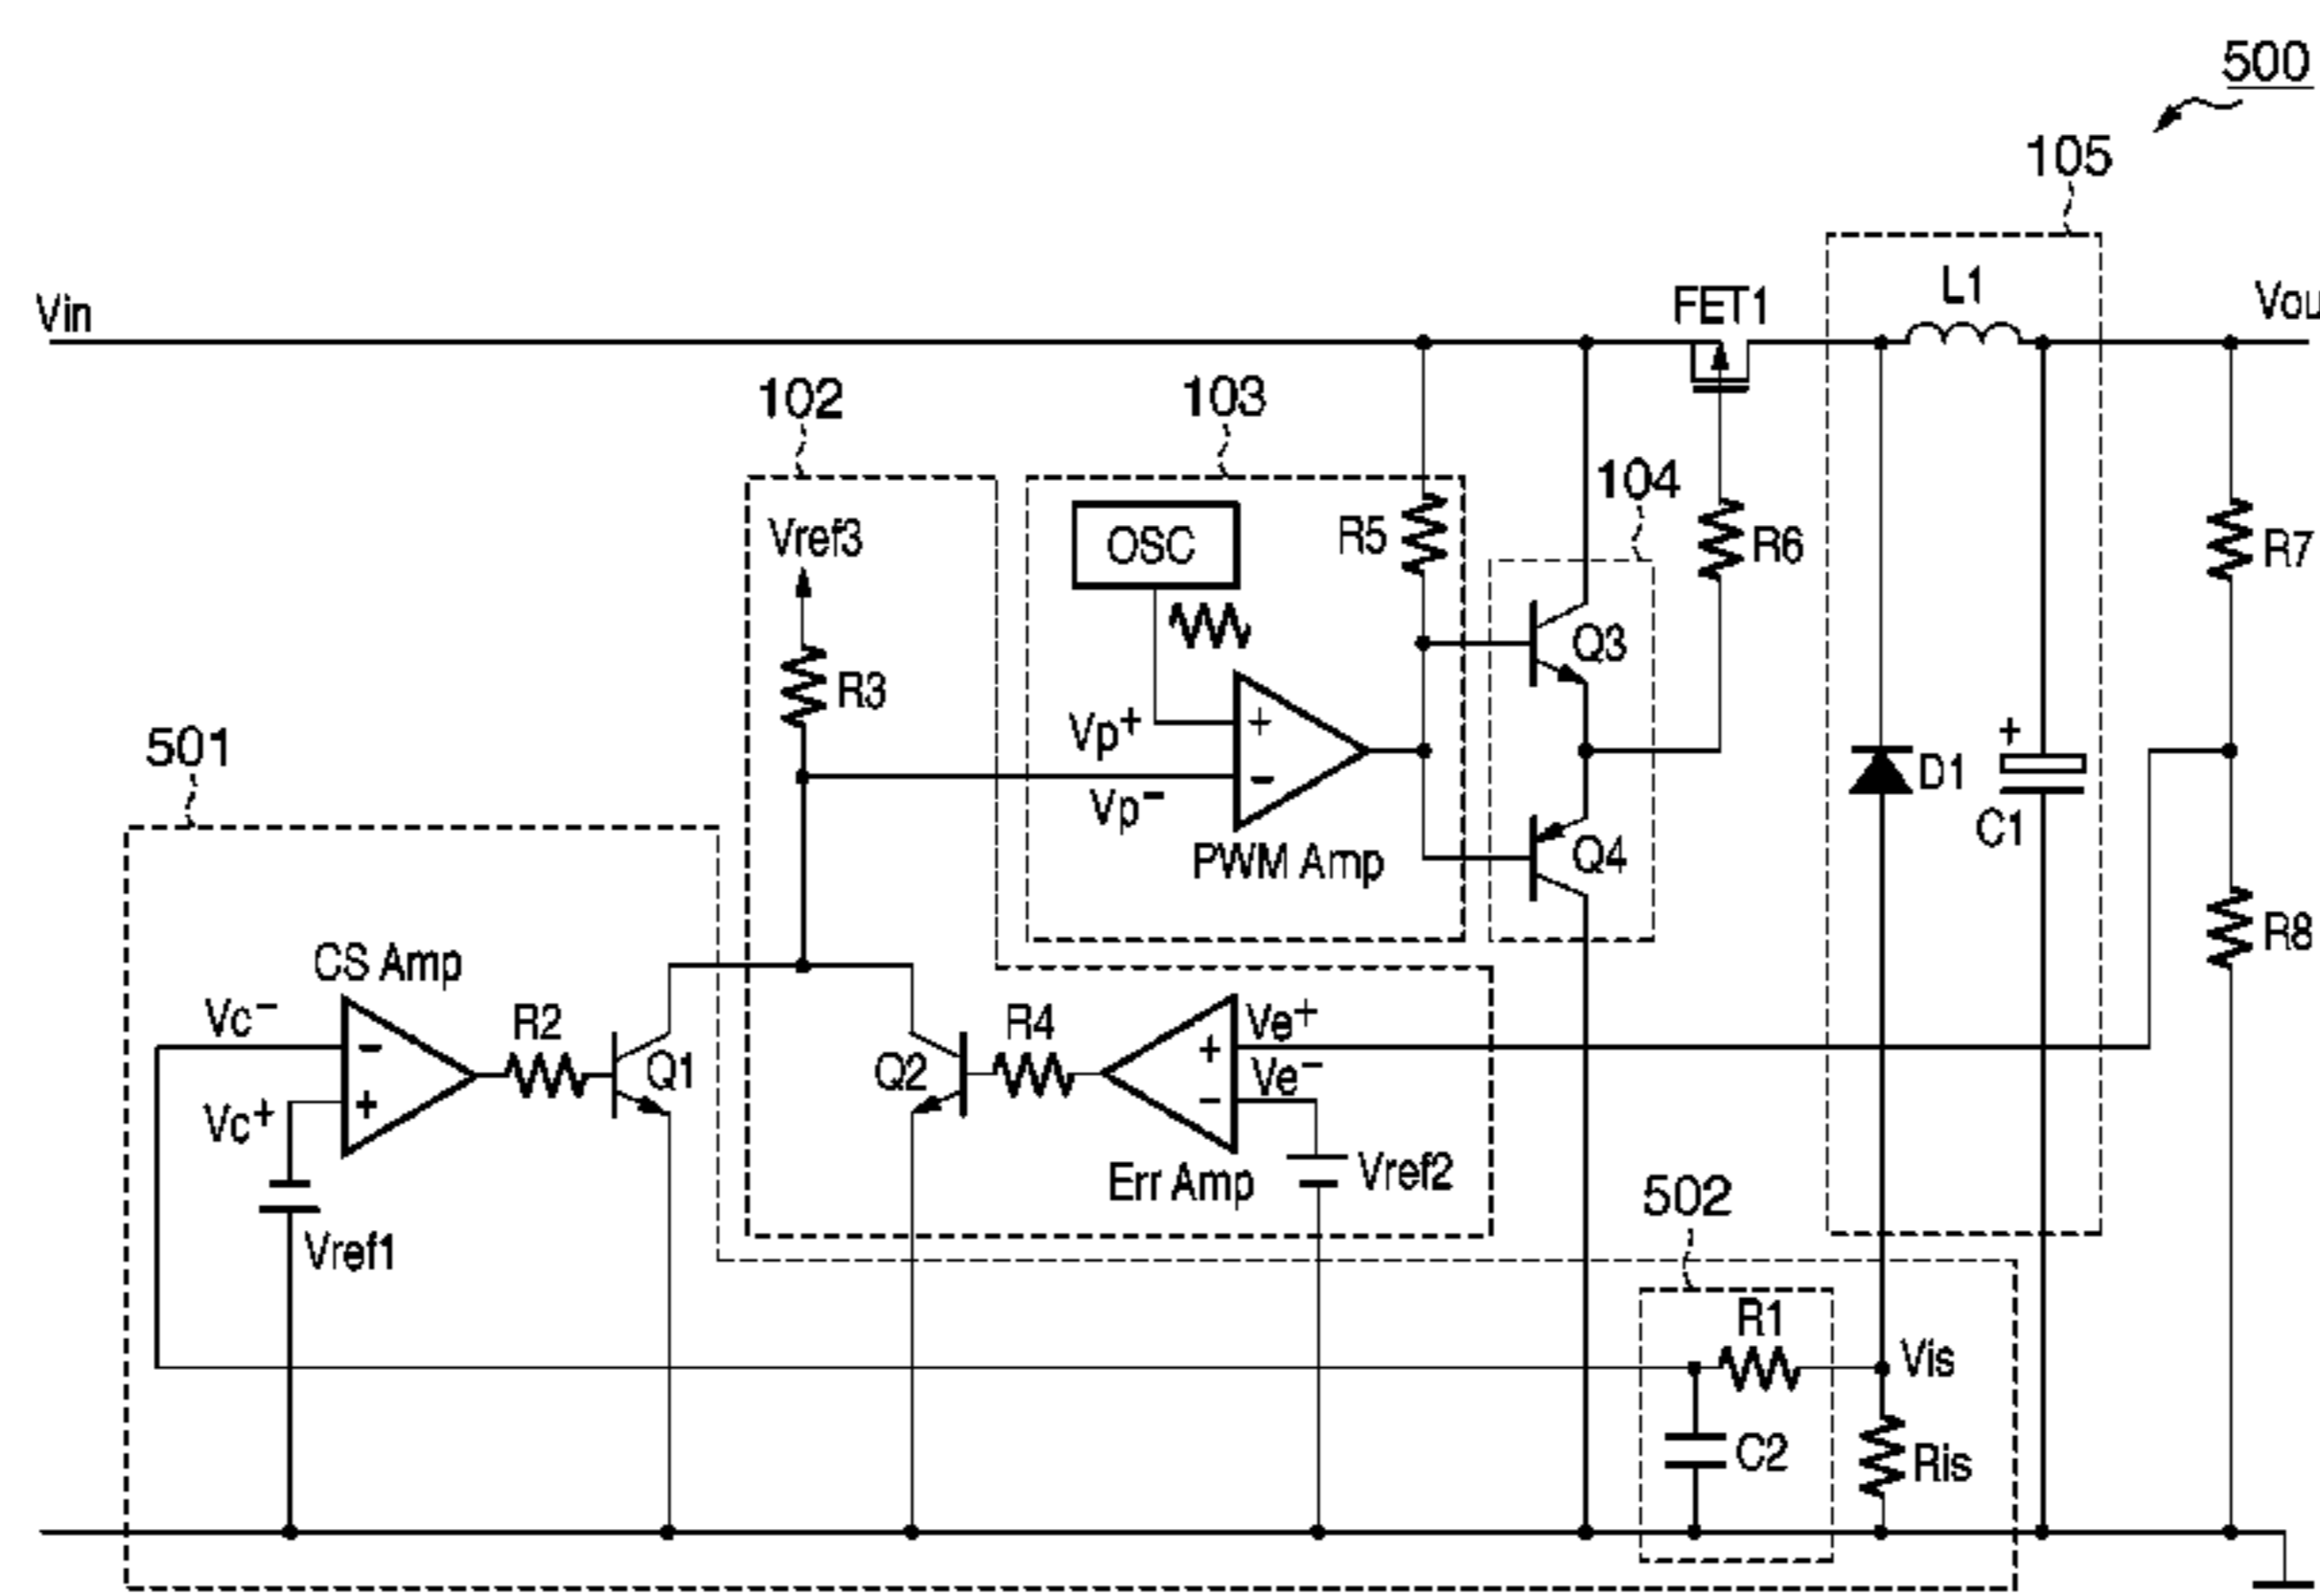 500
105
Vin
FET1
L1
Vou
102
103
104
Vref3
OSC
R5
R6
R7
R3
Q3
501
Vp+
+
Vp−
−
D1
+
C1
PWM Amp
Q4
R8
CS Amp
Vc−
−
R2
Q1
Q2
R4
Ve+
+
Ve−
−
Vc+
+
Err Amp
Vref2
502
Vref1
R1
Vis
C2
Ris